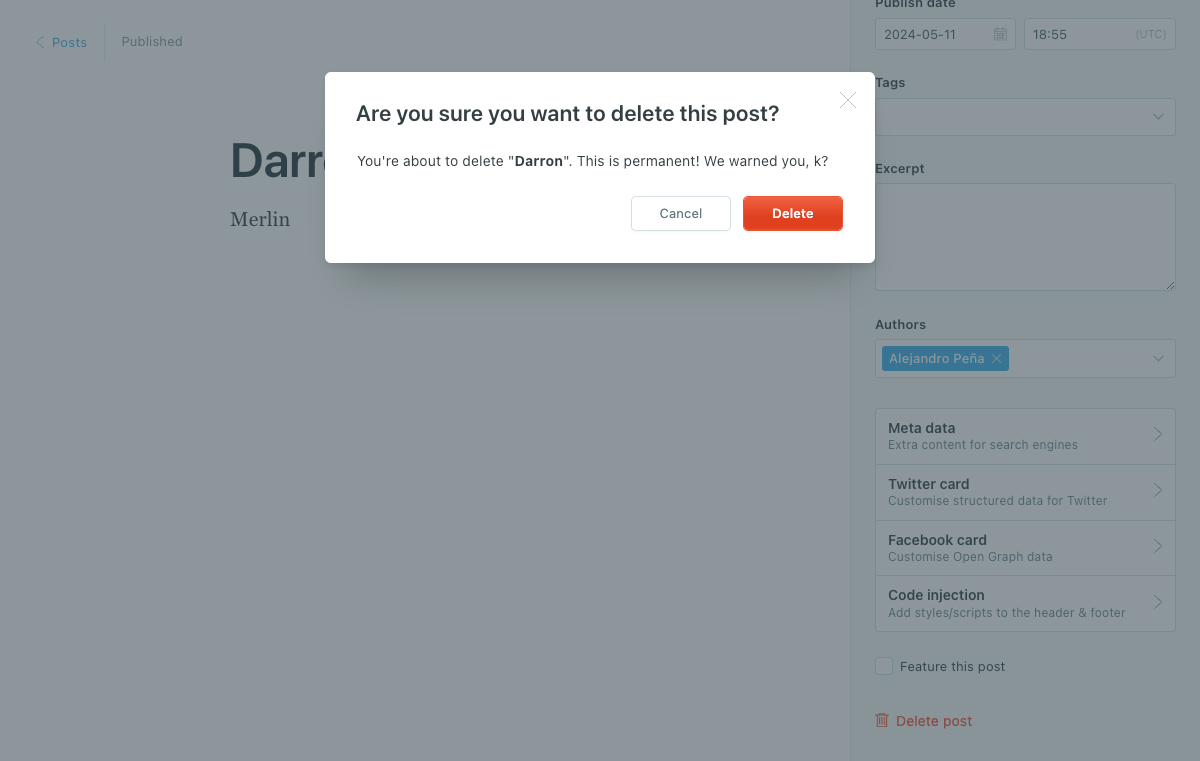 Posts
Published
Publish date
2024-05-11
18:55
(UTC)
Tags
Are you sure you want to delete this post?
You're about to delete "Darron". This is permanent! We warned you, k?
Cancel
Delete
Merlin
Excerpt
Authors
Alejandro Peña
Meta data
Extra content for search engines
Twitter card
Customise structured data for Twitter
Facebook card
Customise Open Graph data
Code injection
Add styles/scripts to the header & footer
Feature this post
Delete post